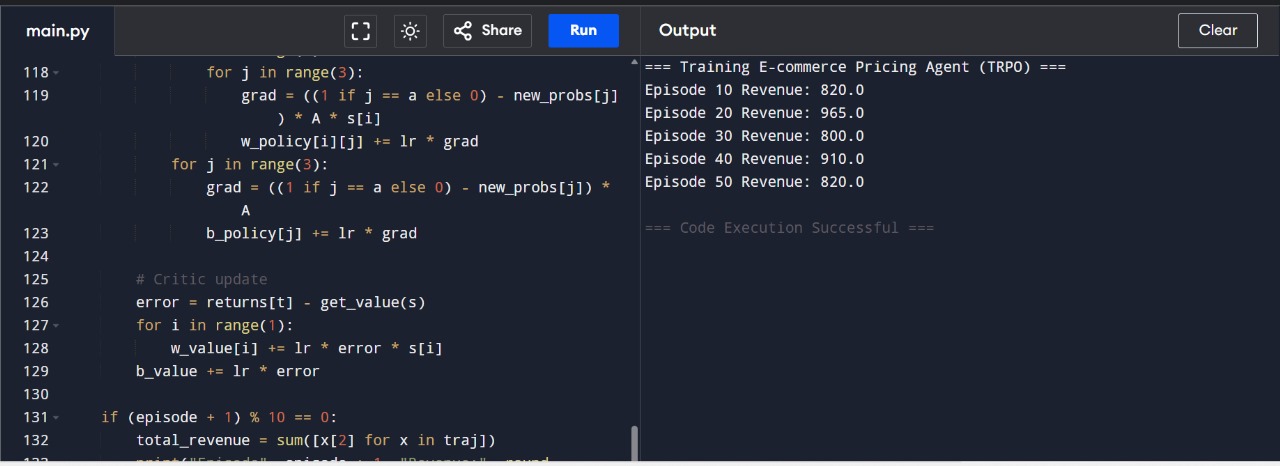 main.py
Share
Run
Output
Clear
118
for j in range(3):
119
grad = ((1 if j == a else 0) - new_probs[j]
) * A * s[i]
120
w_policy[i][j] += lr * grad
121
for j in range(3):
122
grad = ((1 if j == a else 0) - new_probs[j]) *
A
123
b_policy[j] += lr * grad
124
125
# Critic update
126
error = returns[t] - get_value(s)
127
for i in range(1):
128
w_value[i] += lr * error * s[i]
129
b_value += lr * error
130
131
if (episode + 1) % 10 == 0:
132
total_revenue = sum([x[2] for x in traj])
=== Training E-commerce Pricing Agent (TRPO) ===
Episode 10 Revenue: 820.0
Episode 20 Revenue: 965.0
Episode 30 Revenue: 800.0
Episode 40 Revenue: 910.0
Episode 50 Revenue: 820.0
=== Code Execution Successful ===